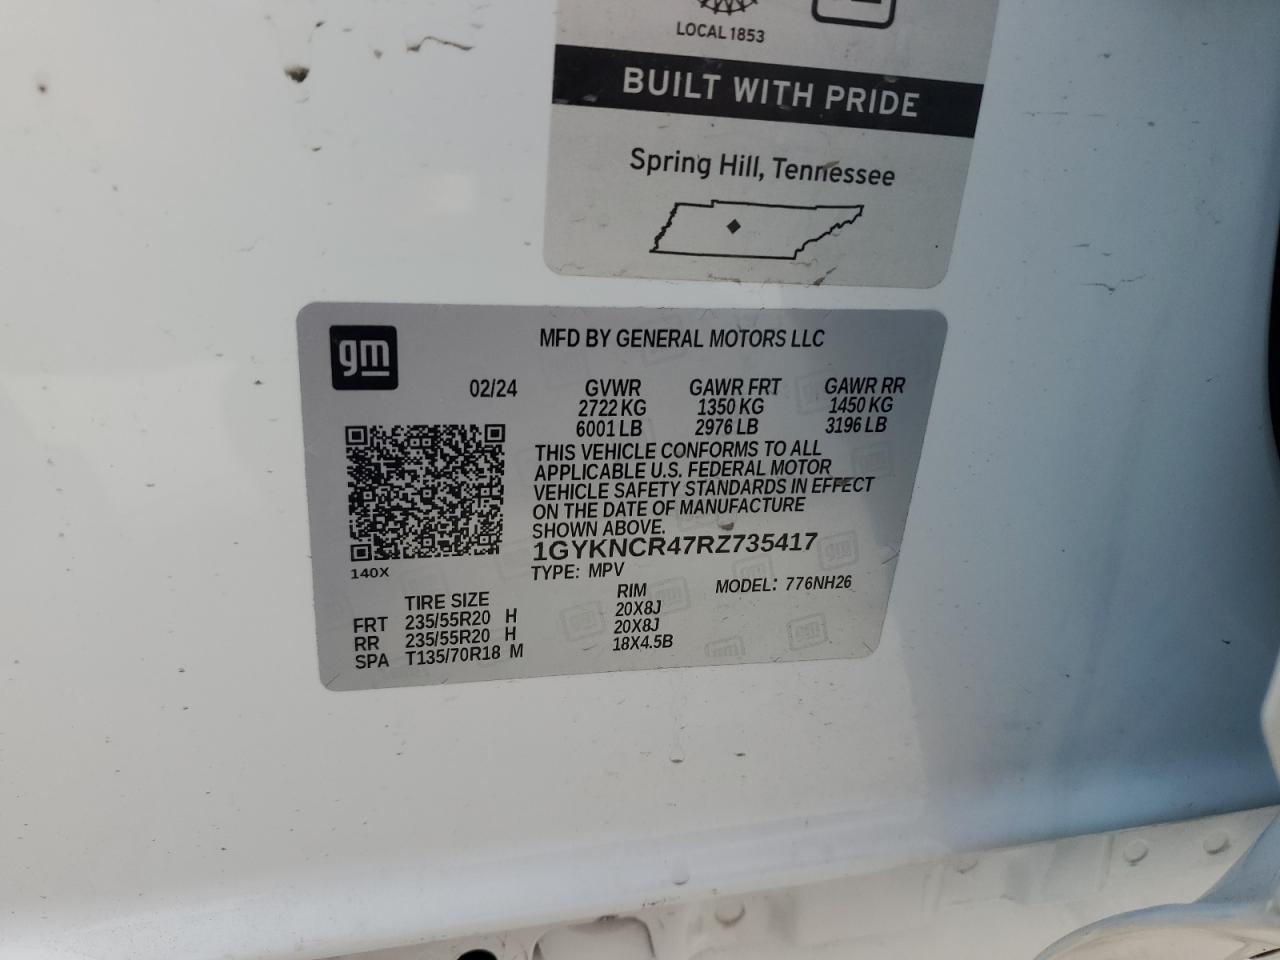 LOCAL 1853
BUILT WITH PRIDE
Spring Hill, Tennessee
gm
MFD BY GENERAL MOTORS LLC
02/24 GVWR GAWR FRT GAWR RR
2722 KG 1350 KG 1450 KG
6001 LB 2976 LB 3196 LB
THIS VEHICLE CONFORMS TO ALL
APPLICABLE U.S. FEDERAL MOTOR
VEHICLE SAFETY STANDARDS IN EFFECT
ON THE DATE OF MANUFACTURE
SHOWN ABOVE.
1GYKNCR47RZ735417
140X
TYPE: MPV MODEL: 776NH26
TIRE SIZE RIM
FRT 235/55R20 H 20X8J
RR 235/55R20 H 20X8J
SPA T135/70R18 M 18X4.5B